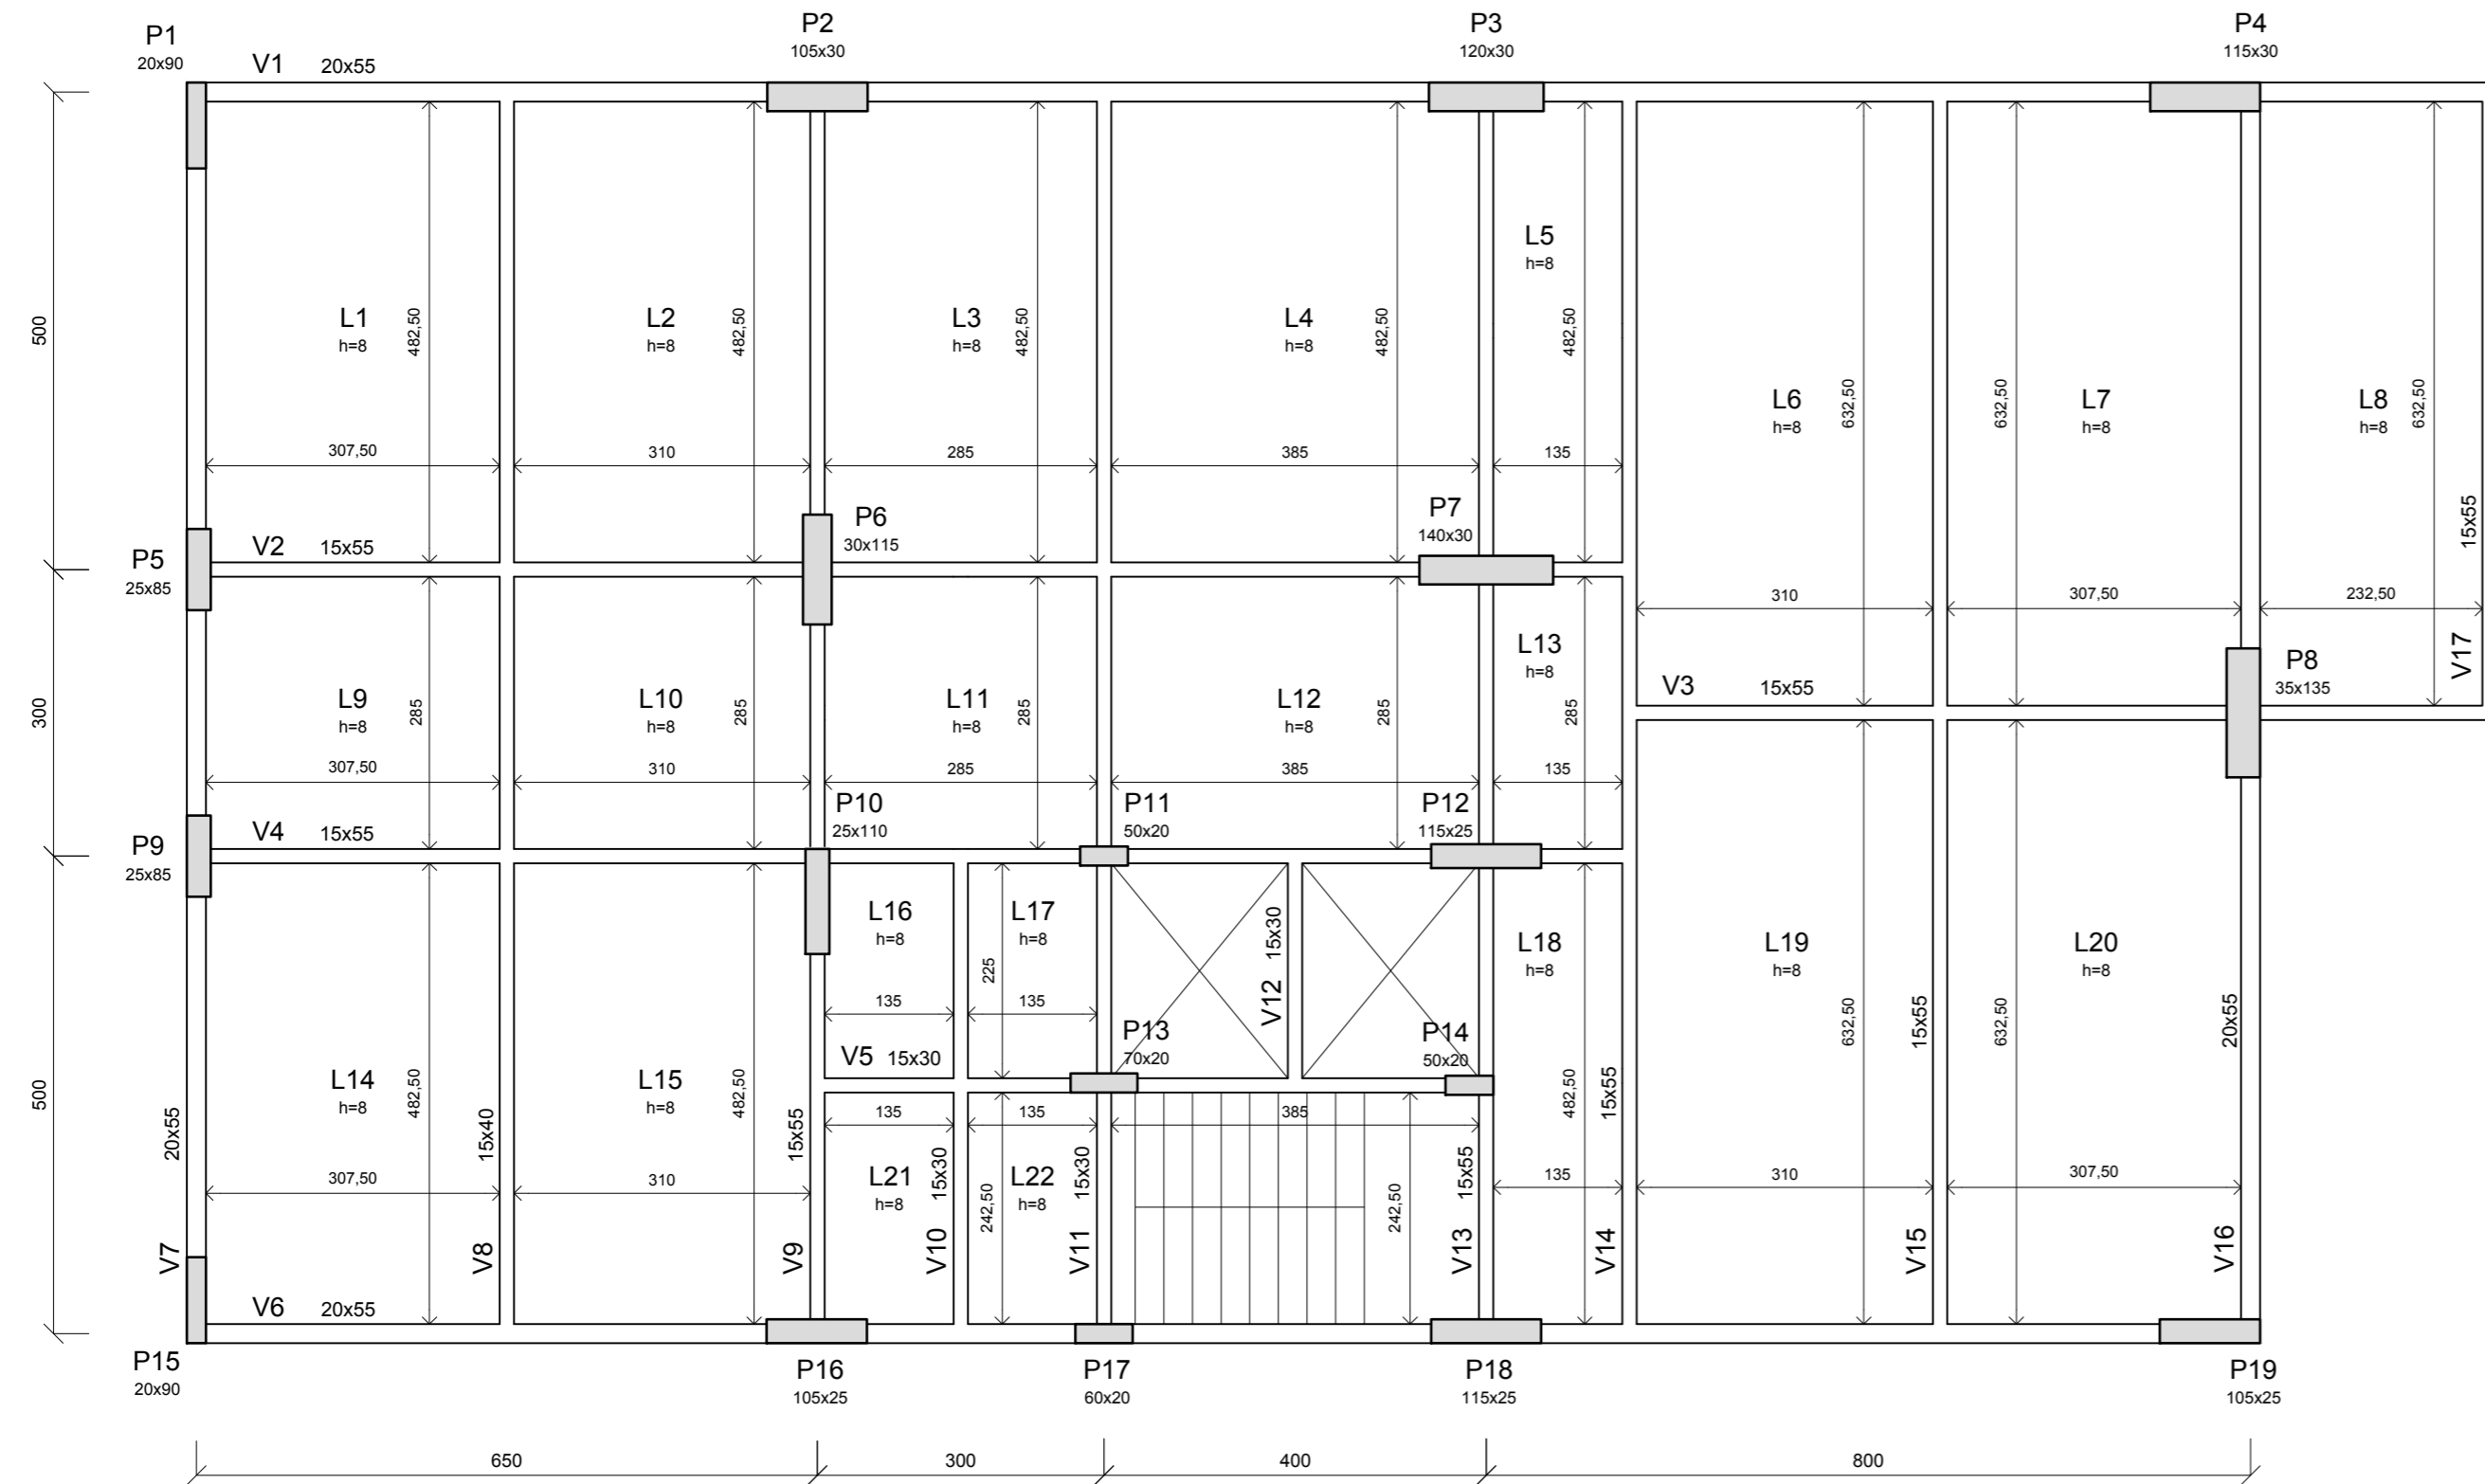 P1
20x90
P2
105x30
P3
120x30
P4
115x30
V1 20x55
500
L1
h=8
482,50
307,50
L2
h=8
482,50
310
L3
h=8
482,50
285
L4
h=8
482,50
385
L5
h=8
482,50
135
L6
h=8
632,50
310
L7
h=8
632,50
307,50
L8
h=8
632,50
232,50
15x55
V17
P5
25x85
V2 15x55
P6
30x115
P7
140x30
P8
35x135
V3 15x55
300
L9
h=8
285
307,50
L10
h=8
285
310
L11
h=8
285
285
L12
h=8
285
385
L13
h=8
285
135
P9
25x85
V4 15x55
P10
25x110
P11
50x20
P12
115x25
500
L14
h=8
482,50
307,50
L15
h=8
482,50
310
L16
h=8
135
L17
h=8
225
135
V12 15x30
L18
h=8
482,50
135
L19
h=8
632,50
310
L20
h=8
632,50
307,50
V5 15x30
P13
70x20
P14
50x20
135
135
385
L21
h=8
L22
h=8
242,50
242,50
V7 20x55
V8 15x40
V9 15x55
V10 15x30
V11 15x30
V13 15x55
V14 15x55
V15 15x55
V16 20x55
V6 20x55
P15
20x90
P16
105x25
P17
60x20
P18
115x25
P19
105x25
650
300
400
800